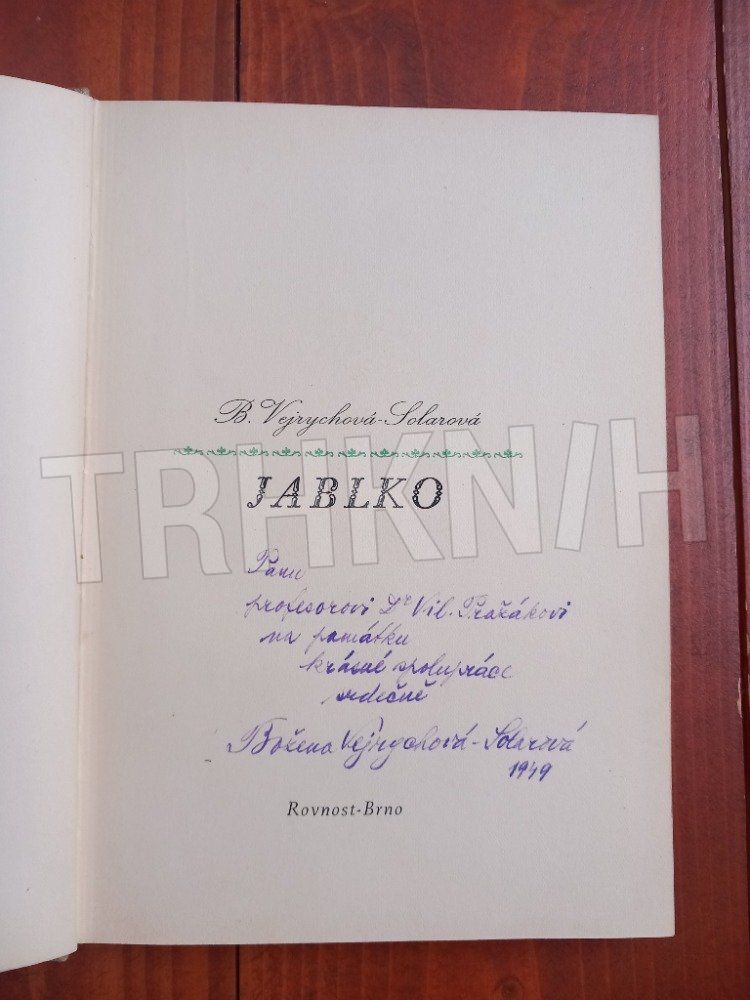 B. Vejrychová-Solarová
JABLKO
Panu
profesorovi Dr Vil. Pražákovi
na památku
krásné spolupráce
srdečně
Božena Vejrychová-Solarová
1949
Rovnost-Brno
TRHKNIH